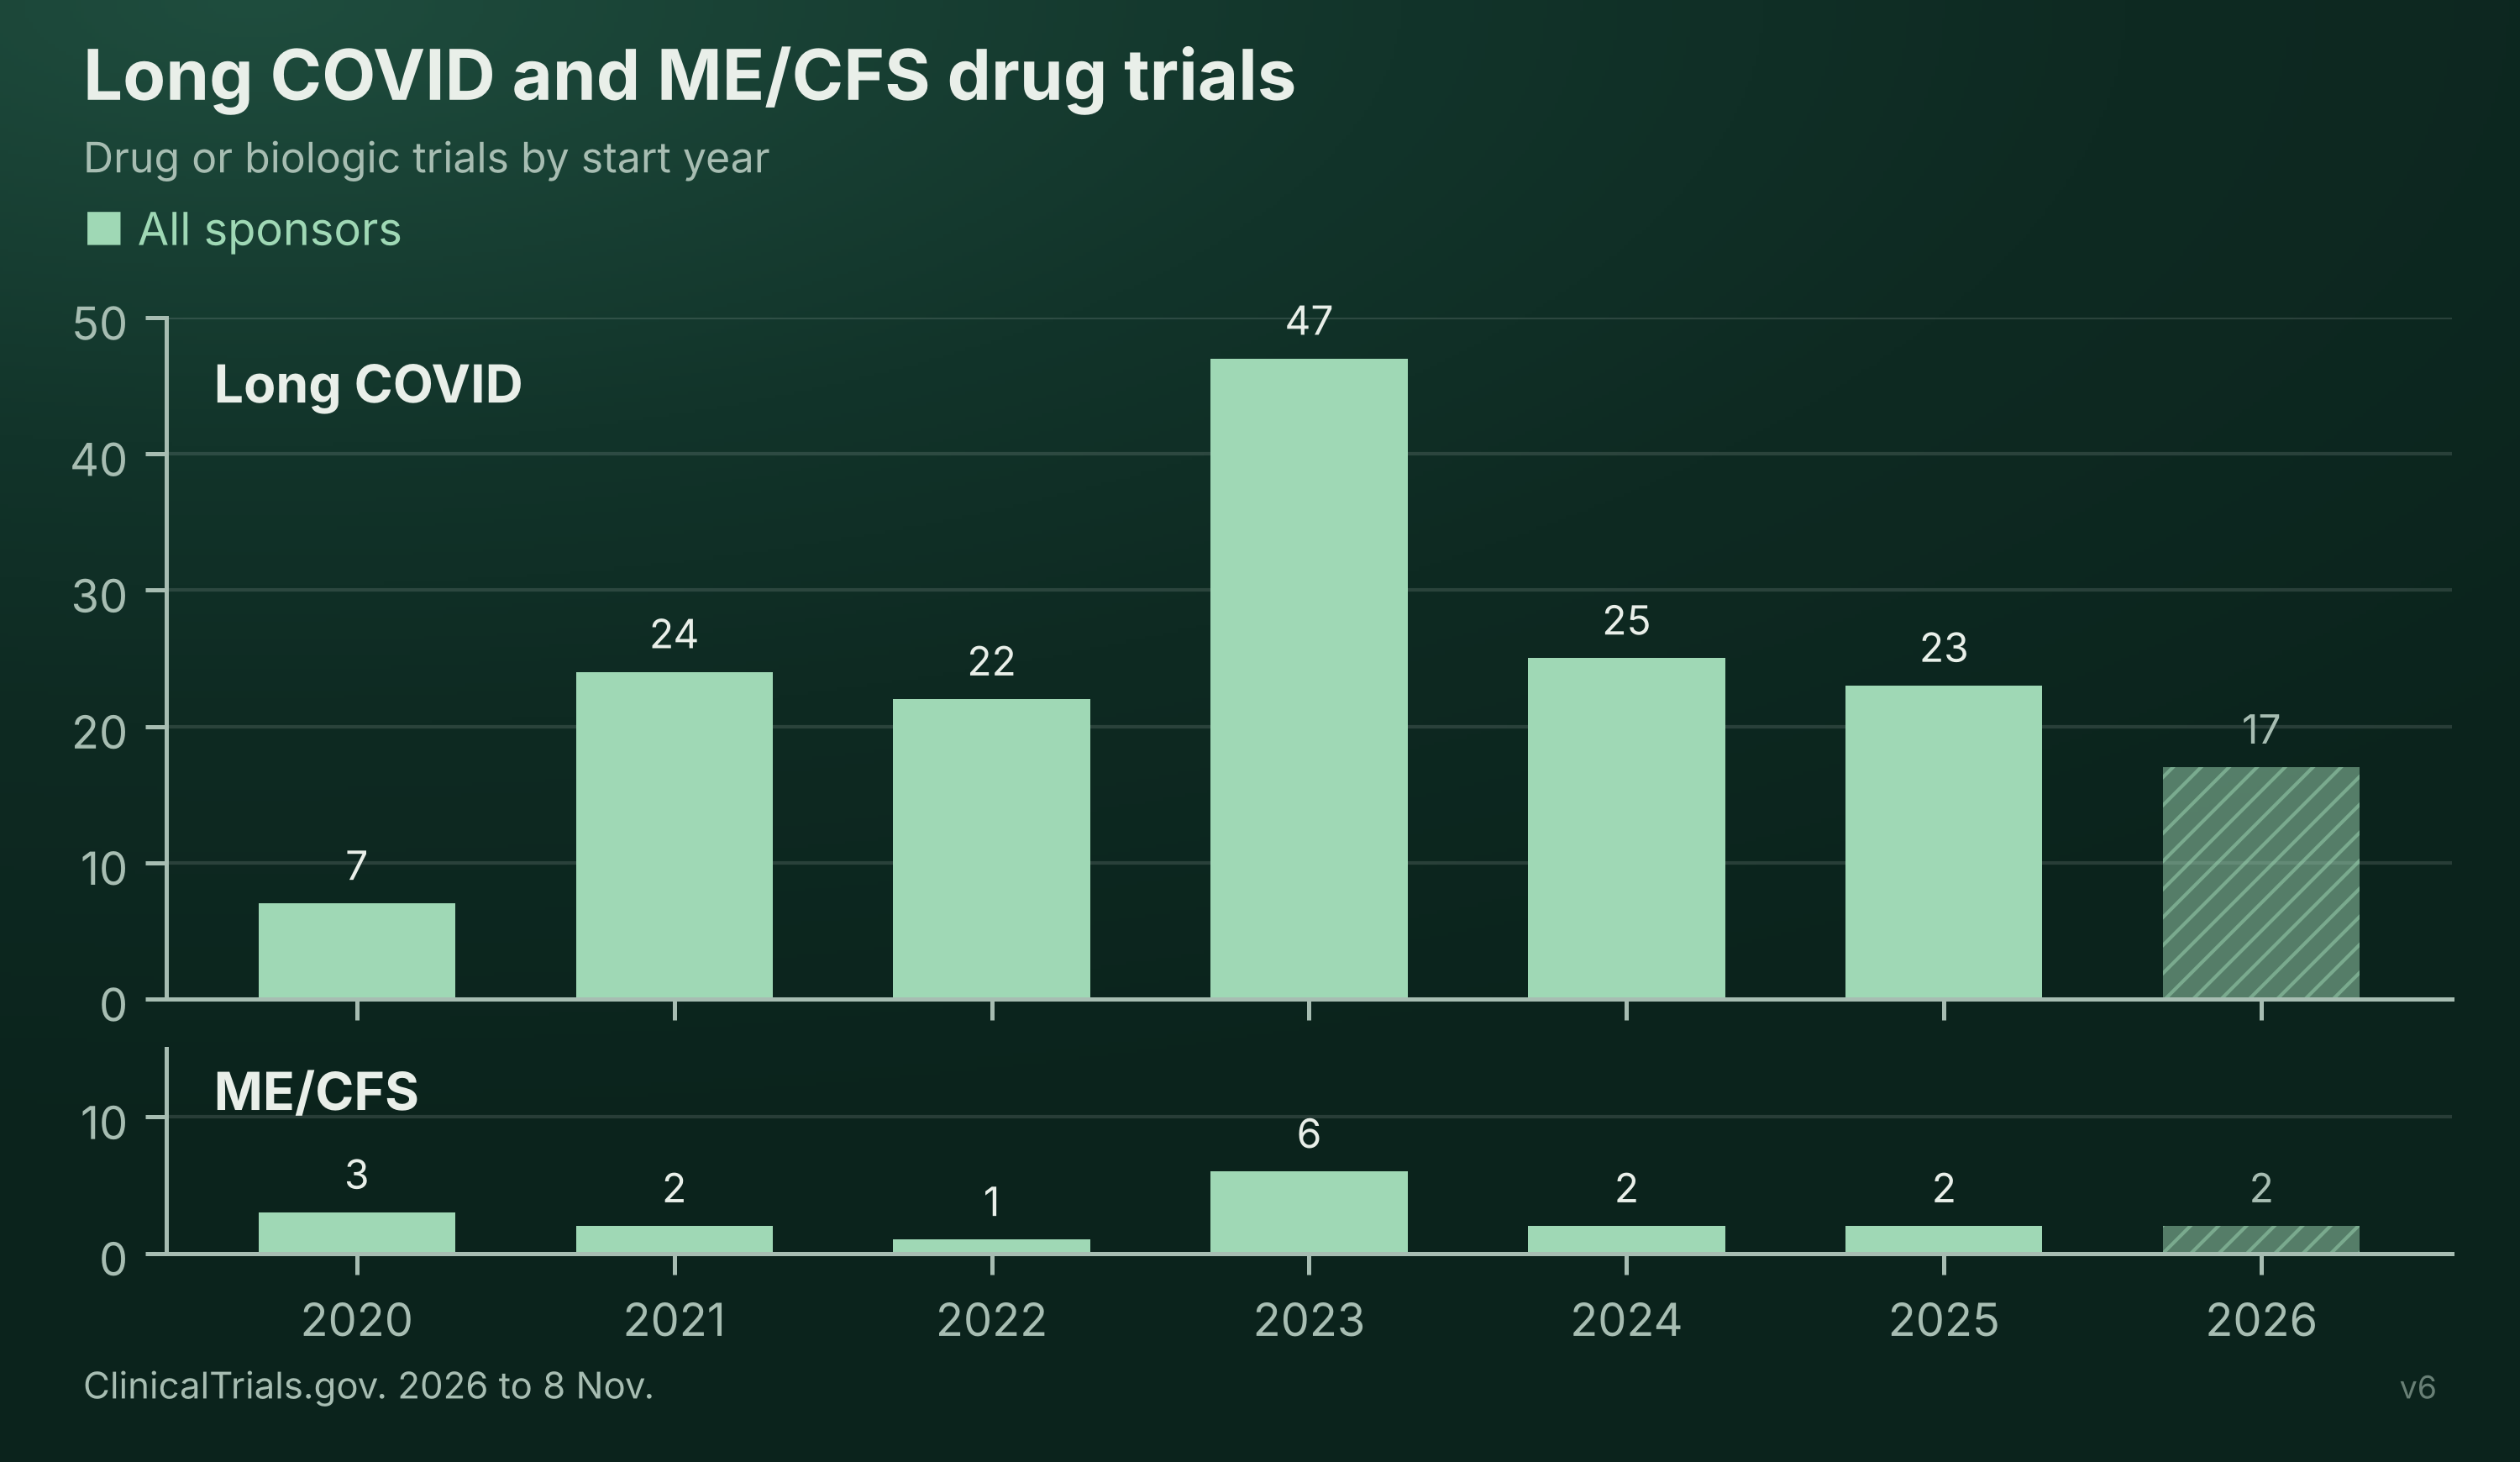 Long COVID and ME/CFS drug trials
Drug or biologic trials by start year
All sponsors
50
47
Long COVID
40
30
24
22
25
23
20
17
10
7
0
ME/CFS
10
3
2
1
6
2
2
2
0
2020 2021 2022 2023 2024 2025 2026
ClinicalTrials.gov. 2026 to 8 Nov.
v6